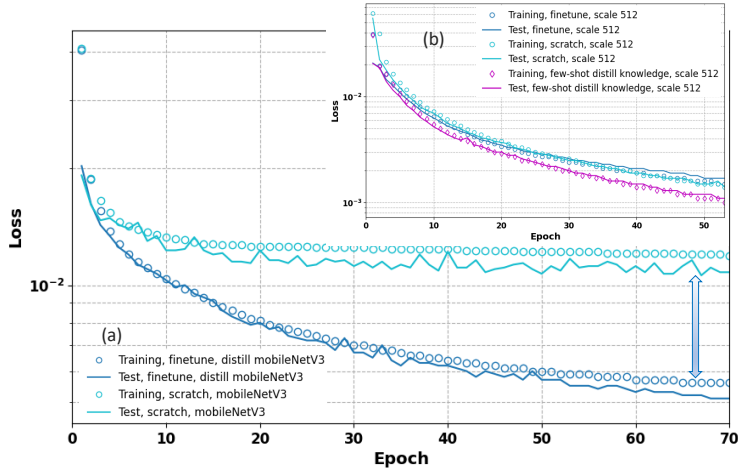 (b)
Training, finetune, scale 512
Test, finetune, scale 512
Training, scratch, scale 512
Test, scratch, scale 512
Training, few-shot distill knowledge, scale 512
Test, few-shot distill knowledge, scale 512
Loss
10⁻²
10⁻³
0 10 20 30 40 50
Epoch
Loss
10⁻²
(a)
Training, finetune, distill mobileNetV3
Test, finetune, distill mobileNetV3
Training, scratch, mobileNetV3
Test, scratch, mobileNetV3
0 10 20 30 40 50 60 70
Epoch